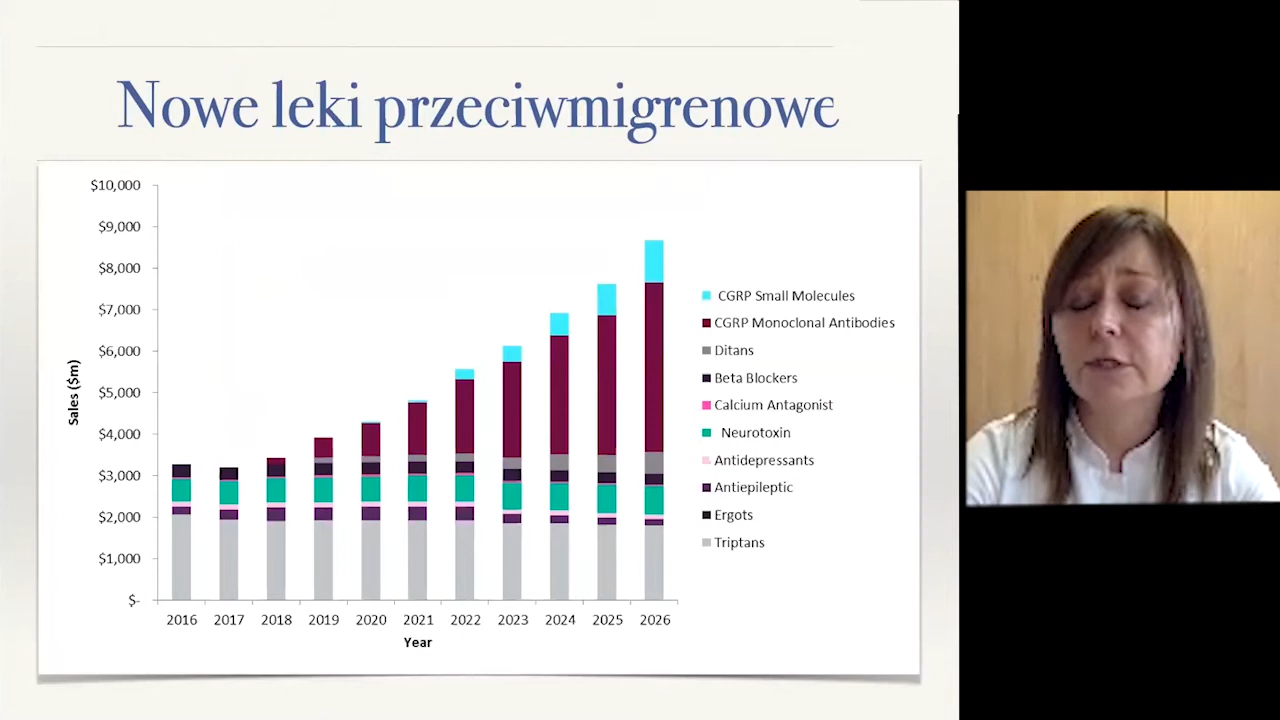 Nowe leki przeciwmigrenowe
$10,000
$9,000
$8,000
$7,000
$6,000
$5,000
$4,000
$3,000
$2,000
$1,000
$-
Sales ($m)
2016 2017 2018 2019 2020 2021 2022 2023 2024 2025 2026
Year
CGRP Small Molecules
CGRP Monoclonal Antibodies
Ditans
Beta Blockers
Calcium Antagonist
Neurotoxin
Antidepressants
Antiepileptic
Ergots
Triptans